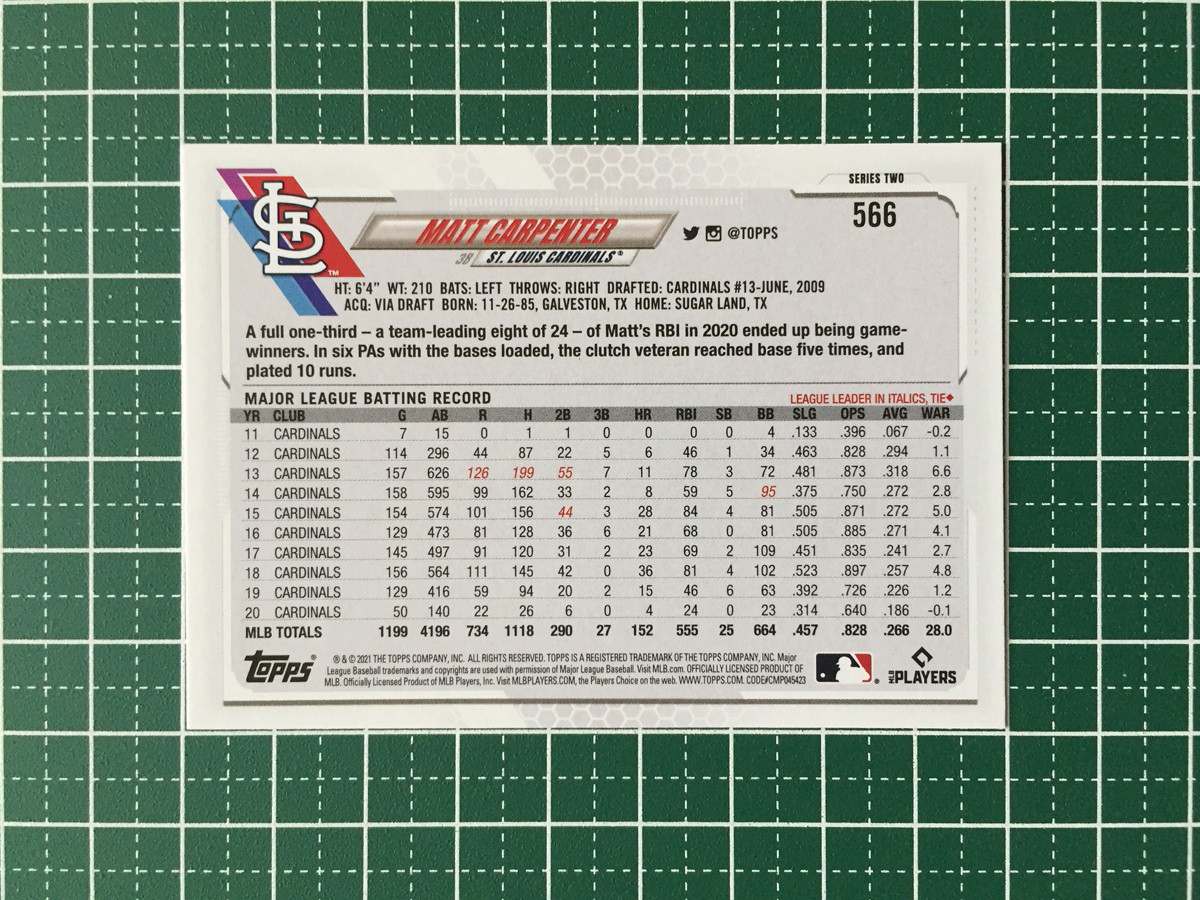 SERIES TWO
566
STL
TM
MATT CARPENTER
@TOPPS
3B ST. LOUIS CARDINALS®
HT: 6'4" WT: 210 BATS: LEFT THROWS: RIGHT DRAFTED: CARDINALS #13-JUNE, 2009
ACQ: VIA DRAFT BORN: 11-26-85, GALVESTON, TX HOME: SUGAR LAND, TX
A full one-third – a team-leading eight of 24 – of Matt's RBI in 2020 ended up being game-
winners. In six PAs with the bases loaded, the clutch veteran reached base five times, and
plated 10 runs.
MAJOR LEAGUE BATTING RECORD LEAGUE LEADER IN ITALICS, TIE◆
YR CLUB G AB R H 2B 3B HR RBI SB BB SLG OPS AVG WAR
11 CARDINALS 7 15 0 1 1 0 0 0 0 4 .133 .396 .067 -0.2
12 CARDINALS 114 296 44 87 22 5 6 46 1 34 .463 .828 .294 1.1
13 CARDINALS 157 626 126 199 55 7 11 78 3 72 .481 .873 .318 6.6
14 CARDINALS 158 595 99 162 33 2 8 59 5 95 .375 .750 .272 2.8
15 CARDINALS 154 574 101 156 44 3 28 84 4 81 .505 .871 .272 5.0
16 CARDINALS 129 473 81 128 36 6 21 68 0 81 .505 .885 .271 4.1
17 CARDINALS 145 497 91 120 31 2 23 69 2 109 .451 .835 .241 2.7
18 CARDINALS 156 564 111 145 42 0 36 81 4 102 .523 .897 .257 4.8
19 CARDINALS 129 416 59 94 20 2 15 46 6 63 .392 .726 .226 1.2
20 CARDINALS 50 140 22 26 6 0 4 24 0 23 .314 .640 .186 -0.1
MLB TOTALS 1199 4196 734 1118 290 27 152 555 25 664 .457 .828 .266 28.0
Topps®
® & © 2021 THE TOPPS COMPANY, INC. ALL RIGHTS RESERVED. TOPPS IS A REGISTERED TRADEMARK OF THE TOPPS COMPANY, INC. Major
League Baseball trademarks and copyrights are used with permission of Major League Baseball. Visit MLB.com. OFFICIALLY LICENSED PRODUCT OF
MLB. Officially Licensed Product of MLB Players, Inc. Visit MLBPLAYERS.COM, the Players Choice on the web. WWW.TOPPS.COM. CODE#CMP045423
®
MLB PLAYERS